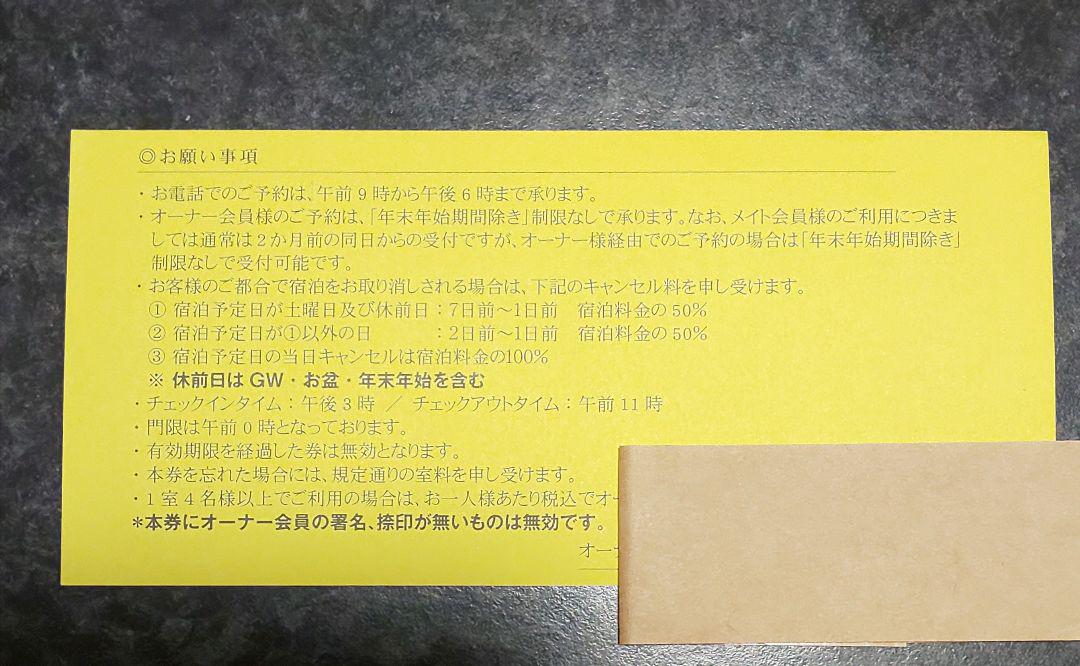 ◎お願い事項
・お電話でのご予約は、午前9時から午後6時まで承ります。
・オーナー会員様のご予約は、「年末年始期間除き」制限なしで承ります。なお、メイト会員様のご利用につきま
しては通常は2か月前の同日からの受付ですが、オーナー様経由でのご予約の場合は「年末年始期間除き」
制限なしで受付可能です。
・お客様のご都合で宿泊をお取り消しされる場合は、下記のキャンセル料を申し受けます。
① 宿泊予定日が土曜日及び休前日：7日前～1日前　宿泊料金の50%
② 宿泊予定日が①以外の日　　　：2日前～1日前　宿泊料金の50%
③ 宿泊予定日の当日キャンセルは宿泊料金の100%
※ 休前日はGW・お盆・年末年始を含む
・チェックインタイム：午後3時 ／ チェックアウトタイム：午前11時
・門限は午前0時となっております。
・有効期限を経過した券は無効となります。
・本券を忘れた場合には、規定通りの室料を申し受けます。
・1室4名様以上でご利用の場合は、お一人様あたり税込でオー
*本券にオーナー会員の署名、捺印が無いものは無効です。
オー